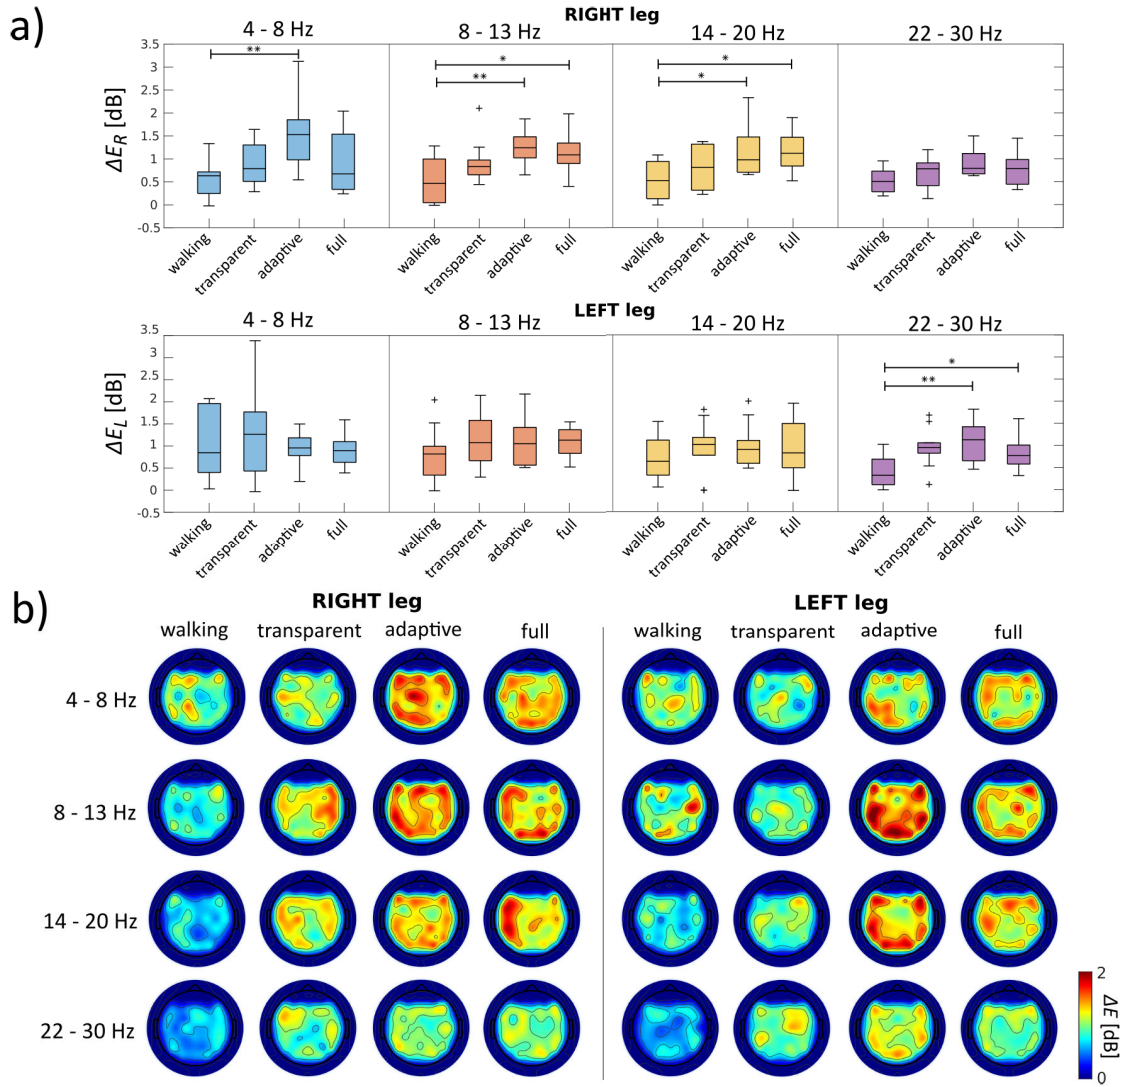 a)
RIGHT leg
4 - 8 Hz
8 - 13 Hz
14 - 20 Hz
22 - 30 Hz
ΔE_R [dB]
3.5
3
2.5
2
1.5
1
0.5
0
-0.5
**
*
**
*
*
+
walking
transparent
adaptive
full
walking
transparent
adaptive
full
walking
transparent
adaptive
full
walking
transparent
adaptive
full
LEFT leg
4 - 8 Hz
8 - 13 Hz
14 - 20 Hz
22 - 30 Hz
ΔE_L [dB]
3.5
3
2.5
2
1.5
1
0.5
0
-0.5
*
**
walking
transparent
adaptive
full
walking
transparent
adaptive
full
walking
transparent
adaptive
full
walking
transparent
adaptive
full
b)
RIGHT leg
LEFT leg
walking transparent adaptive full
walking transparent adaptive full
4 - 8 Hz
8 - 13 Hz
14 - 20 Hz
22 - 30 Hz
2
ΔE [dB]
0